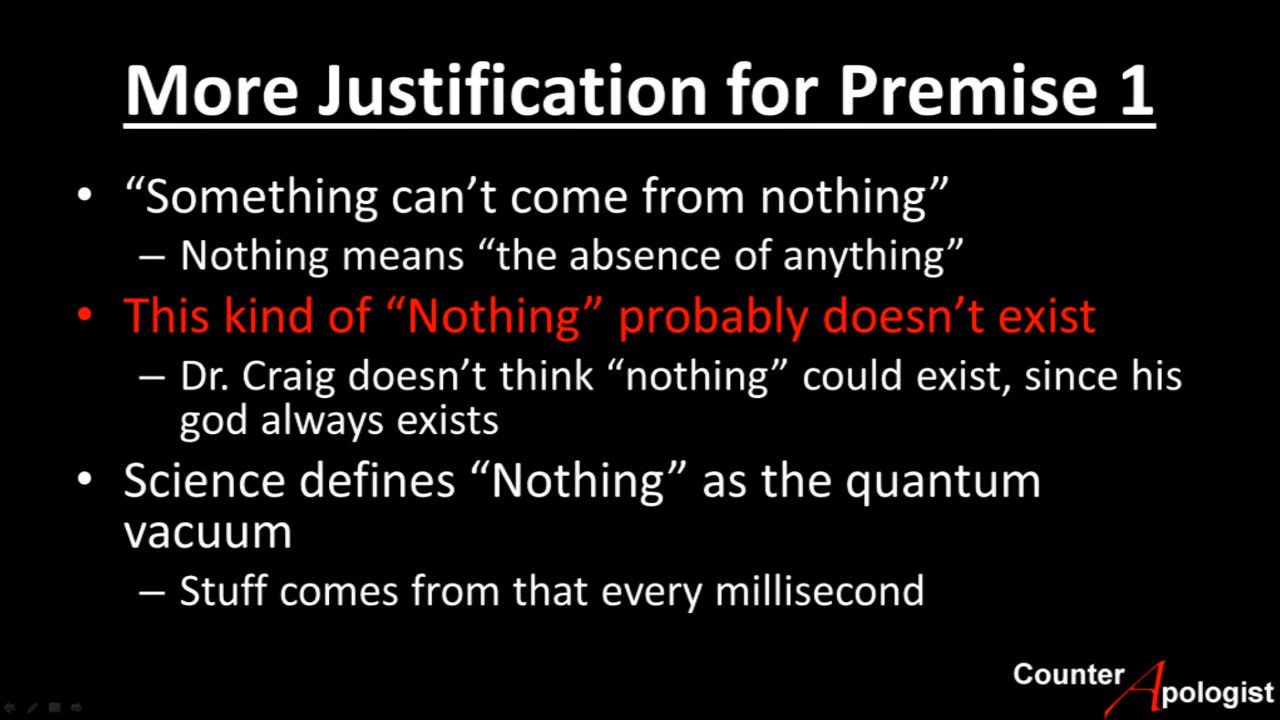 More Justification for Premise 1
• “Something can’t come from nothing”
– Nothing means “the absence of anything”
• This kind of “Nothing” probably doesn’t exist
– Dr. Craig doesn’t think “nothing” could exist, since his
god always exists
• Science defines “Nothing” as the quantum
vacuum
– Stuff comes from that every millisecond
Counter Apologist